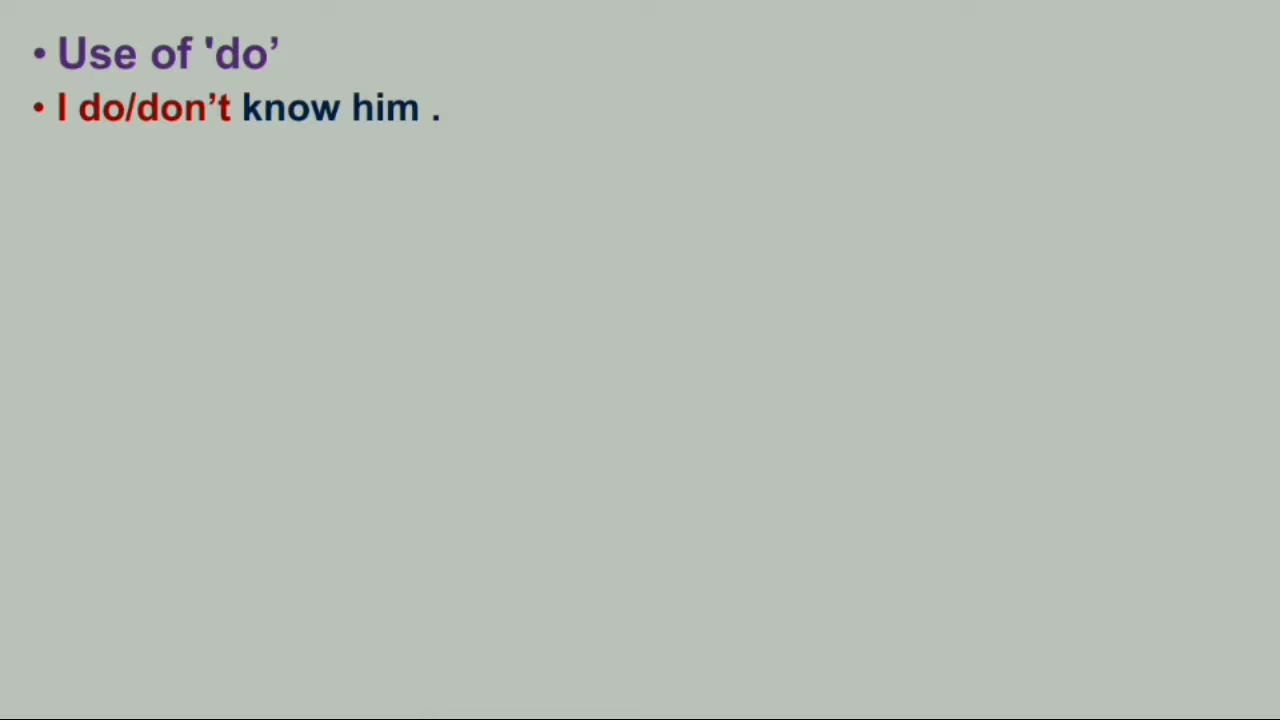 • Use of 'do’
• I do/don’t know him .